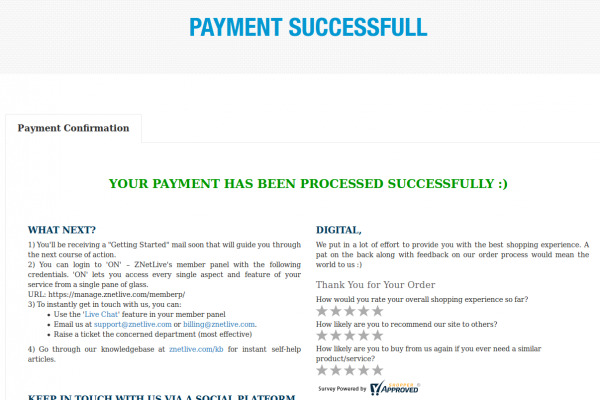 PAYMENT SUCCESSFULL
Payment Confirmation
YOUR PAYMENT HAS BEEN PROCESSED SUCCESSFULLY :)
WHAT NEXT?
1) You'll be receiving a "Getting Started" mail soon that will guide you through
the next course of action.
2) You can login to 'ON' – ZNetLive's member panel with the following
credentials. 'ON' lets you access every single aspect and feature of your
service from a single pane of glass.
URL: https://manage.znetlive.com/memberp/
3) To instantly get in touch with us, you can:
Use the 'Live Chat' feature in your member panel
Email us at support@znetlive.com or billing@znetlive.com.
Raise a ticket the concerned department (most effective)
4) Go through our knowledgebase at znetlive.com/kb for instant self-help
articles.
KEEP IN TOUCH WITH US VIA A SOCIAL PLATFORM
DIGITAL,
We put in a lot of effort to provide you with the best shopping experience. A
pat on the back along with feedback on our order process would mean the
world to us :)
Thank You for Your Order
How would you rate your overall shopping experience so far?
How likely are you to recommend our site to others?
How likely are you to buy from us again if you ever need a similar
product/service?
Survey Powered by SHOPPER APPROVED